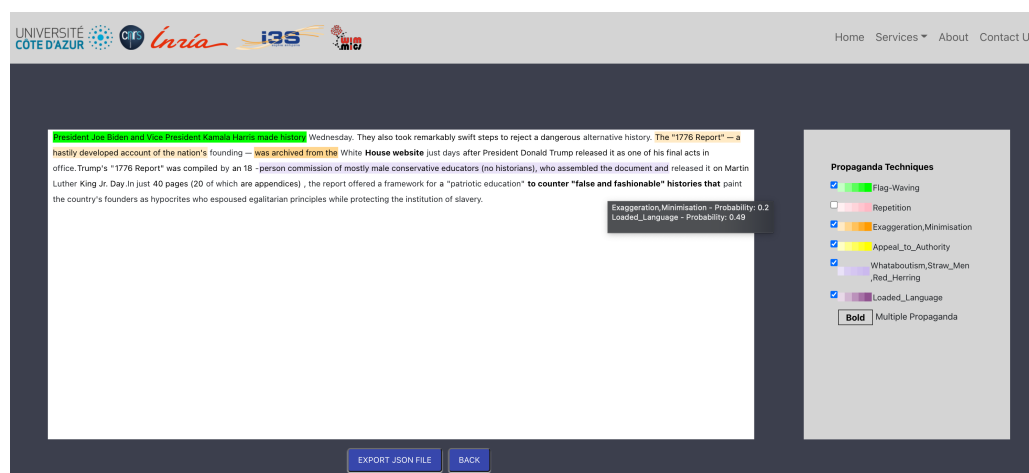 UNIVERSITÉ
CÔTE D'AZUR
cnrs
Inria
i3S
wimmics
Home Services About Contact U
President Joe Biden and Vice President Kamala Harris made history Wednesday. They also took remarkably swift steps to reject a dangerous alternative history. The "1776 Report" — a
hastily developed account of the nation's founding — was archived from the White House website just days after President Donald Trump released it as one of his final acts in
office.Trump's "1776 Report" was compiled by an 18 -person commission of mostly male conservative educators (no historians), who assembled the document and released it on Martin
Luther King Jr. Day.In just 40 pages (20 of which are appendices) , the report offered a framework for a "patriotic education" to counter "false and fashionable" histories that paint
the country's founders as hypocrites who espoused egalitarian principles while protecting the institution of slavery.
Exaggeration,Minimisation - Probability: 0.2
Loaded_Language - Probability: 0.49
Propaganda Techniques
Flag-Waving
Repetition
Exaggeration,Minimisation
Appeal_to_Authority
Whataboutism,Straw_Men
,Red_Herring
Loaded_Language
Bold Multiple Propaganda
EXPORT JSON FILE BACK